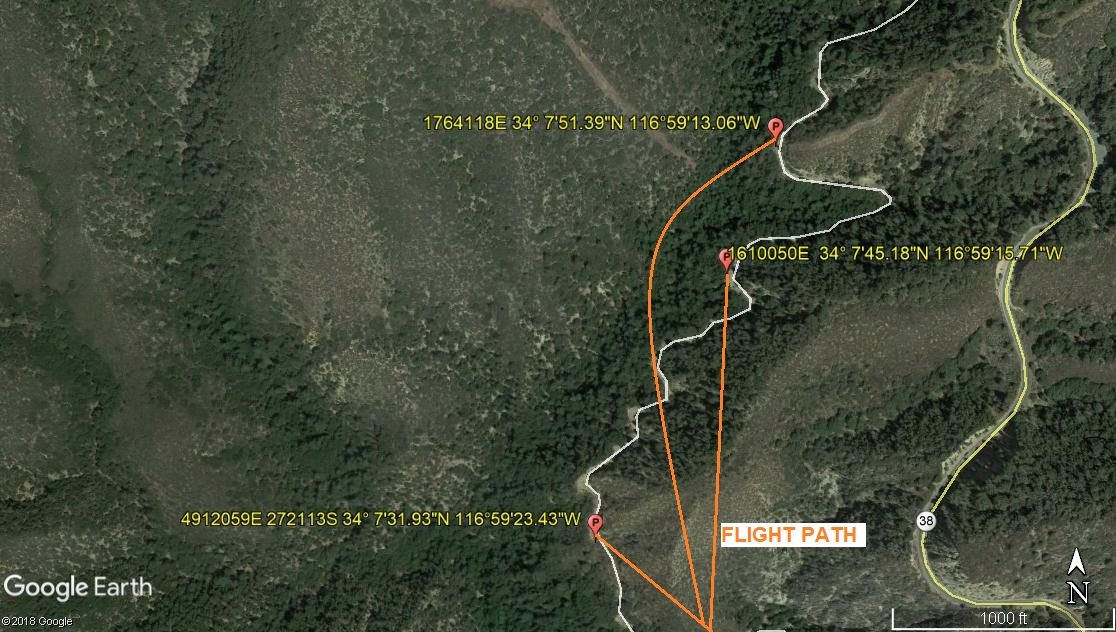 1764118E 34° 7'51.39"N 116°59'13.06"W
P
1610050E  34° 7'45.18"N 116°59'15.71"W
P
4912059E 272113S 34° 7'31.93"N 116°59'23.43"W
P
FLIGHT PATH
38
N
Google Earth
1000 ft
©2018 Google